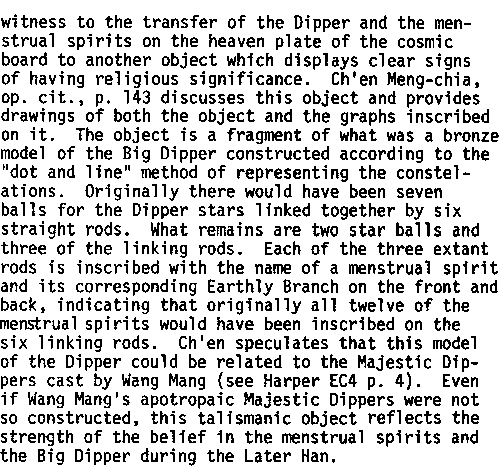 witness to the transfer of the Dipper and the men-
strual spirits on the heaven plate of the cosmic
board to another object which displays clear signs
of having religious significance.  Ch'en Meng-chia,
op. cit., p. 143 discusses this object and provides
drawings of both the object and the graphs inscribed
on it.  The object is a fragment of what was a bronze
model of the Big Dipper constructed according to the
"dot and line" method of representing the constel-
ations.  Originally there would have been seven
balls for the Dipper stars linked together by six
straight rods.  What remains are two star balls and
three of the linking rods.  Each of the three extant
rods is inscribed with the name of a menstrual spirit
and its corresponding Earthly Branch on the front and
back, indicating that originally all twelve of the
menstrual spirits would have been inscribed on the
six linking rods.  Ch'en speculates that this model
of the Dipper could be related to the Majestic Dip-
pers cast by Wang Mang (see Harper EC4 p. 4).  Even
if Wang Mang's apotropaic Majestic Dippers were not
so constructed, this talismanic object reflects the
strength of the belief in the menstrual spirits and
the Big Dipper during the Later Han.